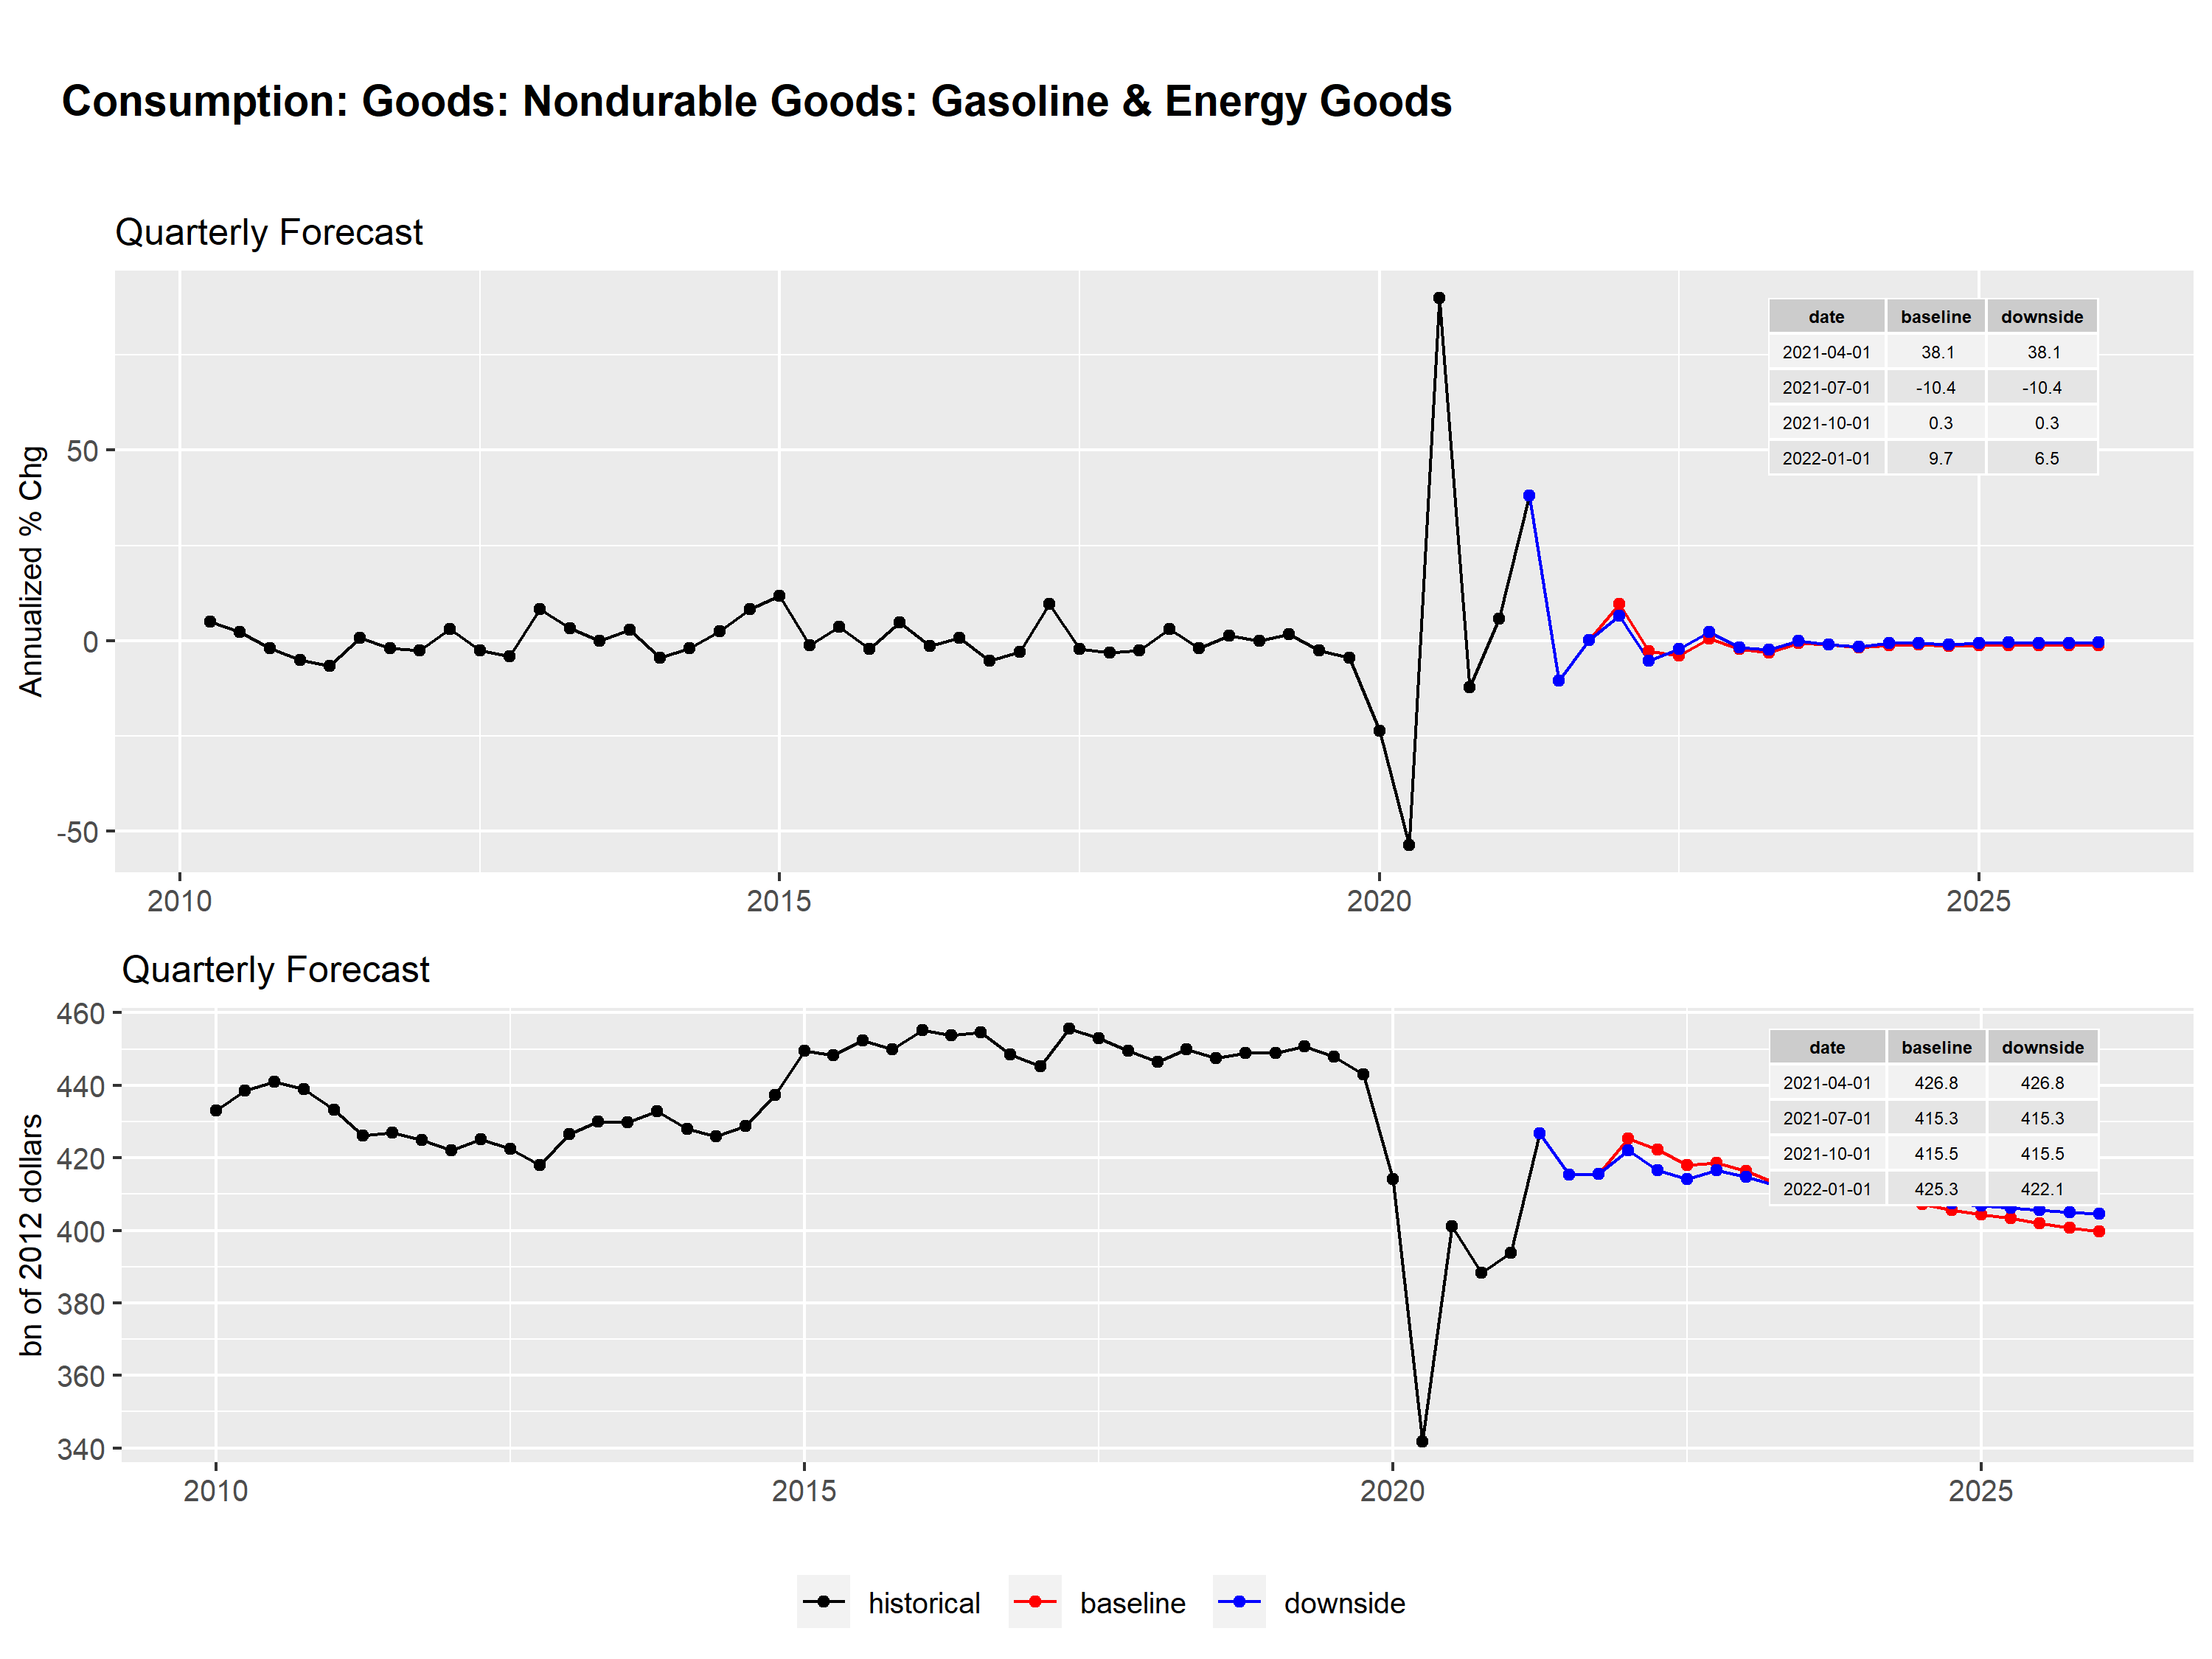 Consumption: Goods: Nondurable Goods: Gasoline & Energy Goods
Quarterly Forecast
Annualized % Chg
50
0
-50
2010 2015 2020 2025
date baseline downside
2021-04-01 38.1 38.1
2021-07-01 -10.4 -10.4
2021-10-01 0.3 0.3
2022-01-01 9.7 6.5
Quarterly Forecast
bn of 2012 dollars
460
440
420
400
380
360
340
2010 2015 2020 2025
date baseline downside
2021-04-01 426.8 426.8
2021-07-01 415.3 415.3
2021-10-01 415.5 415.5
2022-01-01 425.3 422.1
historical baseline downside